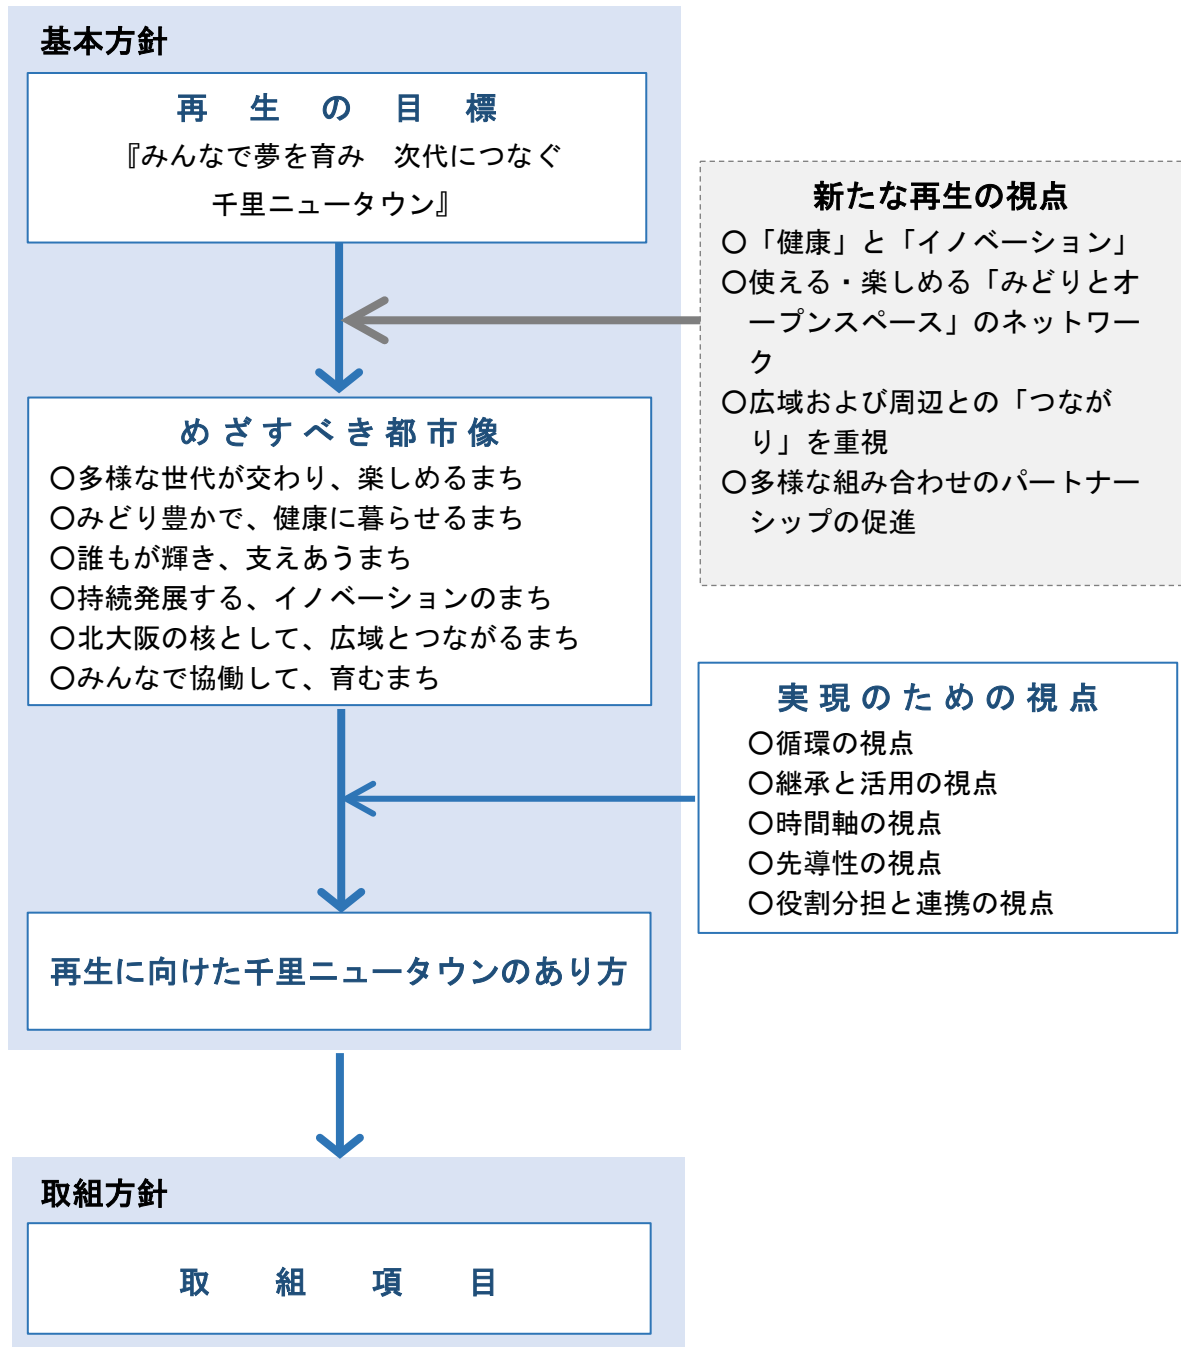 基本方針
再生の目標
『みんなで夢を育み　次代につなぐ
千里ニュータウン』
新たな再生の視点
〇「健康」と「イノベーション」
〇使える・楽しめる「みどりとオ
ープンスペース」のネットワー
ク
〇広域および周辺との「つなが
り」を重視
〇多様な組み合わせのパートナー
シップの促進
めざすべき都市像
〇多様な世代が交わり、楽しめるまち
〇みどり豊かで、健康に暮らせるまち
〇誰もが輝き、支えあうまち
〇持続発展する、イノベーションのまち
〇北大阪の核として、広域とつながるまち
〇みんなで協働して、育むまち
実現のための視点
〇循環の視点
〇継承と活用の視点
〇時間軸の視点
〇先導性の視点
〇役割分担と連携の視点
再生に向けた千里ニュータウンのあり方
取組方針
取組項目